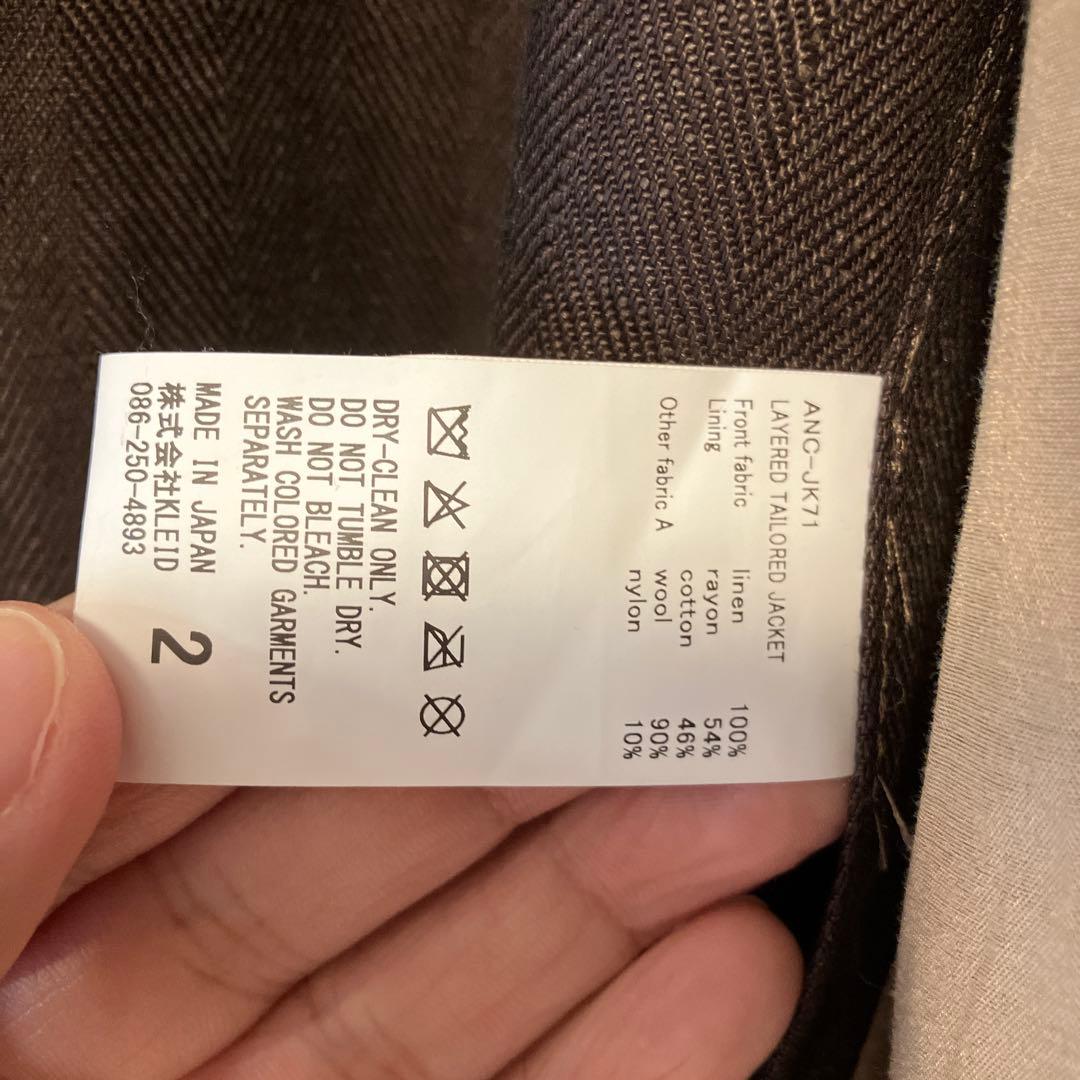 ANC-JK71
LAYERED TAILORED JACKET
Front fabric linen 100%
Lining rayon 54%
cotton 46%
Other fabric A wool 90%
nylon 10%
DRY-CLEAN ONLY.
DO NOT TUMBLE DRY.
DO NOT BLEACH.
WASH COLORED GARMENTS
SEPARATELY.
MADE IN JAPAN
株式会社KLEID
086-250-4893
2